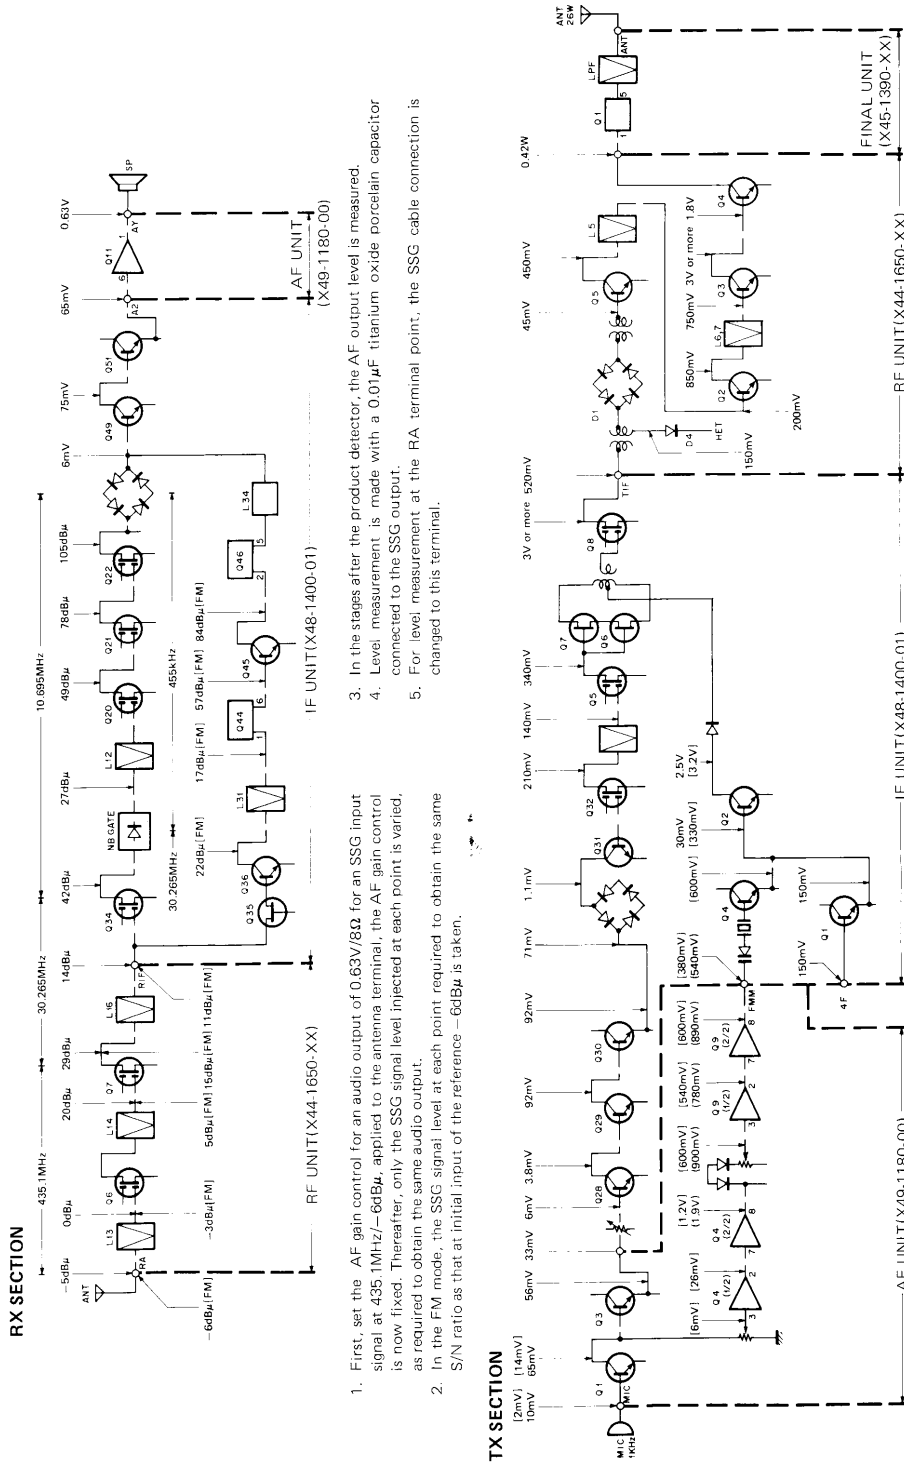 RX SECTION
435.1MHz
30.265MHz
10.695MHz
-5dBμ
0dBμ
20dBμ
29dBμ
14dBμ
42dBμ
27dBμ
49dBμ
78dBμ
105dBμ
6mV
75mV
65mV
0.63V
ANT
RA
L13
Q6
L14
Q7
L16
RIF
Q34
NB GATE
L12
Q20
Q21
Q22
Q49
Q51
A2
6
Q11
1
AY
SP
-6dBμ[FM]
-3dBμ[FM]
5dBμ[FM]
15dBμ[FM]
11dBμ[FM]
30.265MHz
455kHz
22dBμ[FM]
17dBμ[FM]
57dBμ[FM]
84dBμ[FM]
Q35
Q36
L31
1
Q44
6
Q45
2
Q46
5
L34
RF UNIT(X44-1650-XX)
IF UNIT(X48-1400-01)
AF UNIT
(X49-1180-00)
1. First, set the AF gain control for an audio output of 0.63V/8Ω for an SSG input
signal at 435.1MHz/−6dBμ, applied to the antenna terminal, the AF gain control
is now fixed. Thereafter, only the SSG signal level injected at each point is varied,
as required to obtain the same audio output.
2. In the FM mode, the SSG signal level at each point required to obtain the same
S/N ratio as that at initial input of the reference −6dBμ is taken.
3. In the stages after the product detector, the AF output level is measured.
4. Level measurement is made with a 0.01μF titanium oxide porcelain capacitor
connected to the SSG output.
5. For level measurement at the RA terminal point, the SSG cable connection is
changed to this terminal.
TX SECTION
[2mV]
10mV
[14mV]
65mV
56mV
33mV
6mV
3.8mV
92mV
92mV
71mV
1.1mV
210mV
140mV
340mV
3V or more
520mV
45mV
450mV
0.42W
ANT
26W
MIC
1KHz
MIC
Q1
Q3
Q28
Q29
Q30
Q31
Q32
Q5
Q7
Q6
Q8
TIF
D1
Q5
L5
Q1
5
LPF
ANT
D4
HET
150mV
200mV
Q2
850mV
L6,7
750mV
Q3
3V or more
1.8V
Q4
[6mV]
3
Q4
(1/2)
2
[26mV]
7
Q4
(2/2)
8
[1.2V]
(1.9V)
[600mV]
(900mV)
3
Q9
(1/2)
2
[540mV]
(780mV)
7
Q9
(2/2)
8
[600mV]
(890mV)
FMM
[380mV]
(540mV)
Q4
[600mV]
30mV
[330mV]
Q2
2.5V
[3.2V]
4F
150mV
Q1
150mV
AF UNIT(X49-1180-00)
IF UNIT(X48-1400-01)
RF UNIT(X44-1650-XX)
FINAL UNIT
(X45-1390-XX)